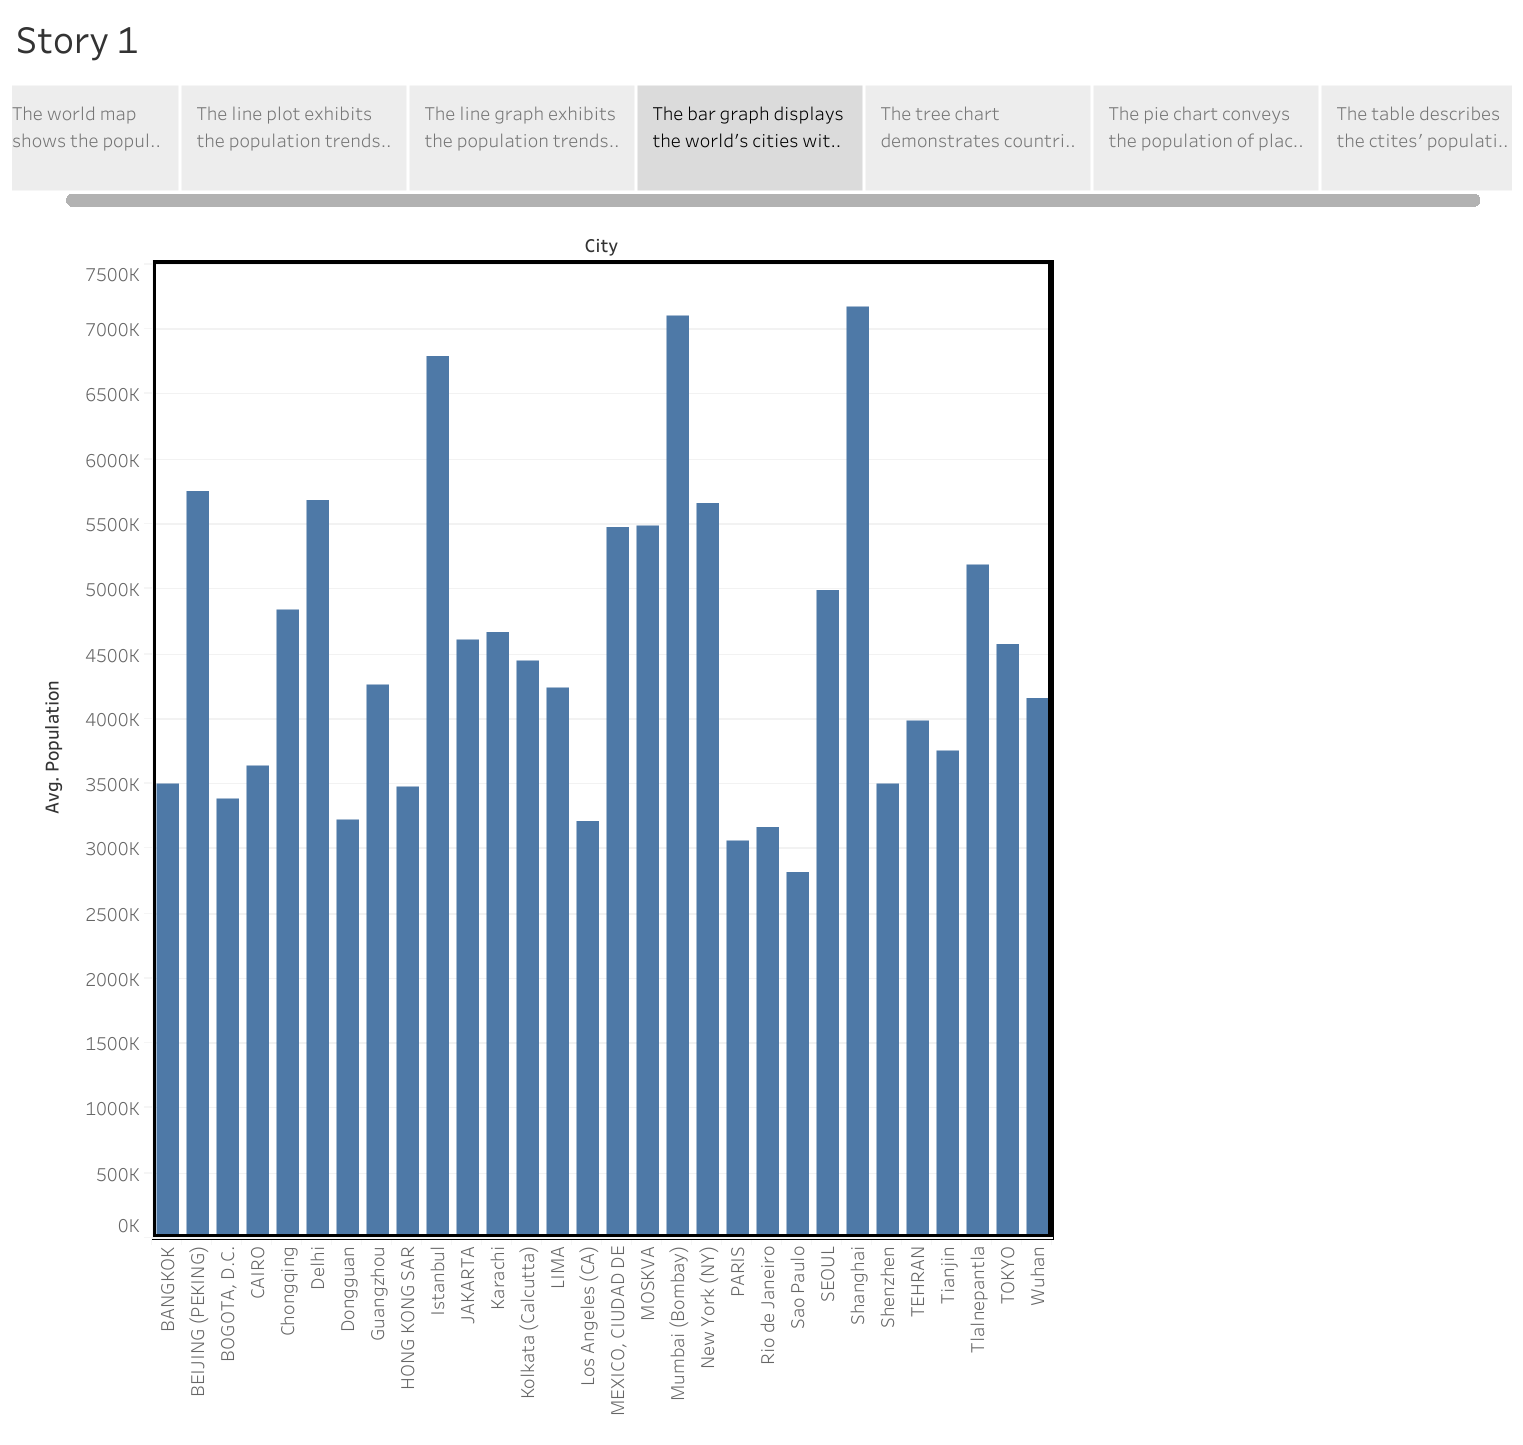 Story 1
The world map
shows the popul..
The line plot exhibits
the population trends..
The line graph exhibits
the population trends..
The bar graph displays
the world's cities wit..
The tree chart
demonstrates countri..
The pie chart conveys
the population of plac..
The table describes
the ctites' populati..
City
7500K
7000K
6500K
6000K
5500K
5000K
4500K
4000K
3500K
3000K
2500K
2000K
1500K
1000K
500K
0K
Avg. Population
BANGKOK
BEIJING (PEKING)
BOGOTA, D.C.
CAIRO
Chongqing
Delhi
Dongguan
Guangzhou
HONG KONG SAR
Istanbul
JAKARTA
Karachi
Kolkata (Calcutta)
LIMA
Los Angeles (CA)
MEXICO, CIUDAD DE
MOSKVA
Mumbai (Bombay)
New York (NY)
PARIS
Rio de Janeiro
Sao Paulo
SEOUL
Shanghai
Shenzhen
TEHRAN
Tianjin
Tlalnepantla
TOKYO
Wuhan